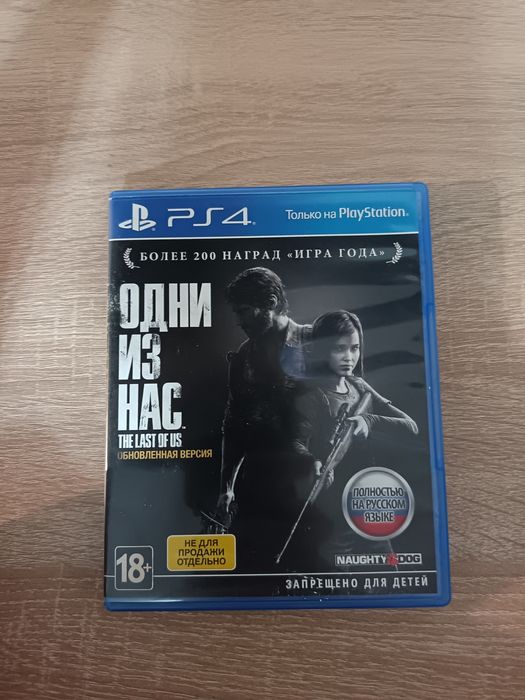 PS4 Только на PlayStation
БОЛЕЕ 200 НАГРАД «ИГРА ГОДА»
ОДНИ
ИЗ
НАС
THE LAST OF US
ОБНОВЛЕННАЯ ВЕРСИЯ
ПОЛНОСТЬЮ
НА РУССКОМ
ЯЗЫКЕ
НЕ ДЛЯ
ПРОДАЖИ
ОТДЕЛЬНО
NAUGHTY DOG
18+
ЗАПРЕЩЕНО ДЛЯ ДЕТЕЙ